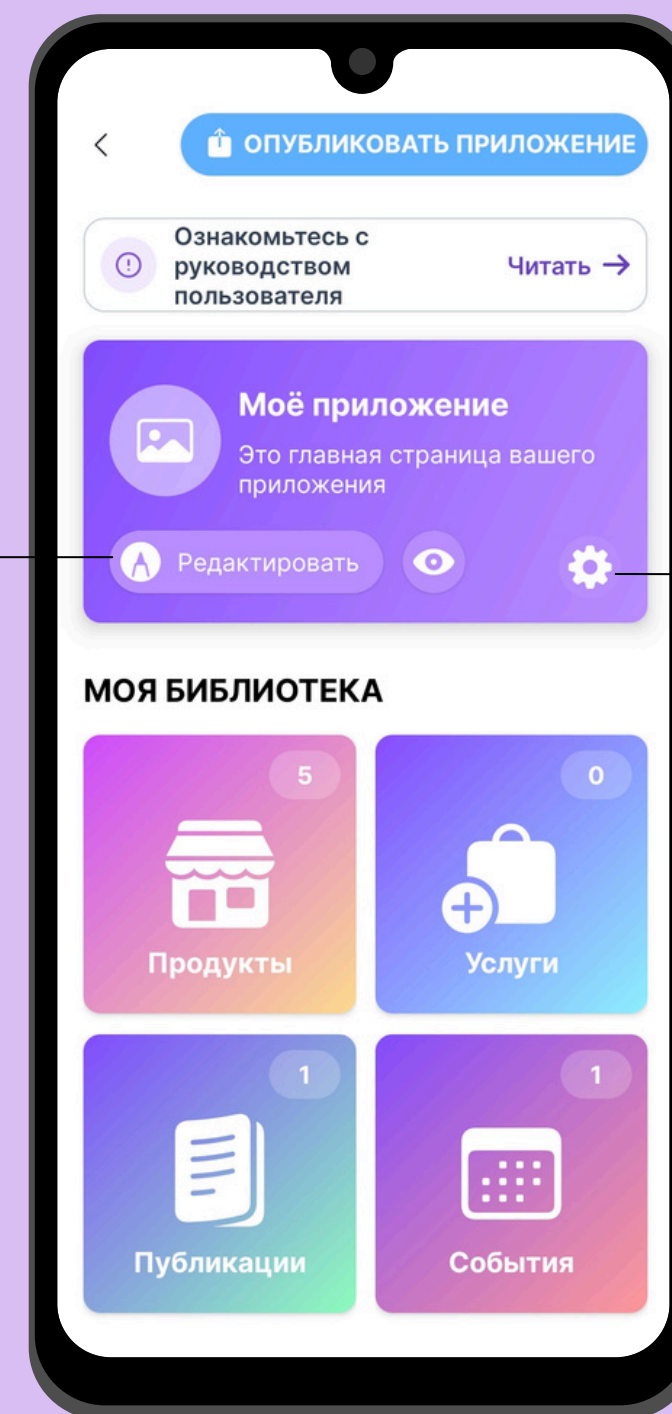 ОПУБЛИКОВАТЬ ПРИЛОЖЕНИЕ
Ознакомьтесь с
руководством
пользователя
Читать
Моё приложение
Это главная страница вашего
приложения
Редактировать
МОЯ БИБЛИОТЕКА
5
0
Продукты
Услуги
1
1
Публикации
События